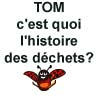 TOM
c'est quoi
l'histoire
des déchets?